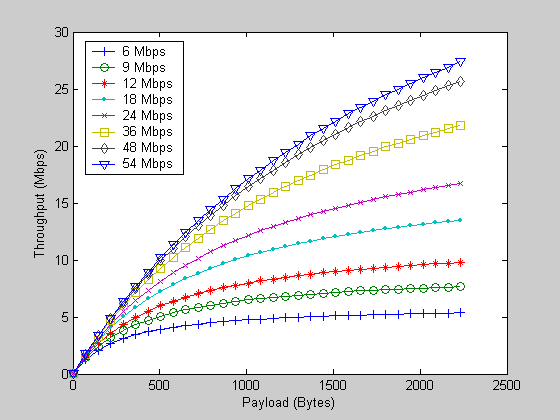 30
25
20
15
10
5
0
Throughput (Mbps)
6 Mbps
9 Mbps
12 Mbps
18 Mbps
24 Mbps
36 Mbps
48 Mbps
54 Mbps
0
500
1000
1500
2000
2500
Payload (Bytes)